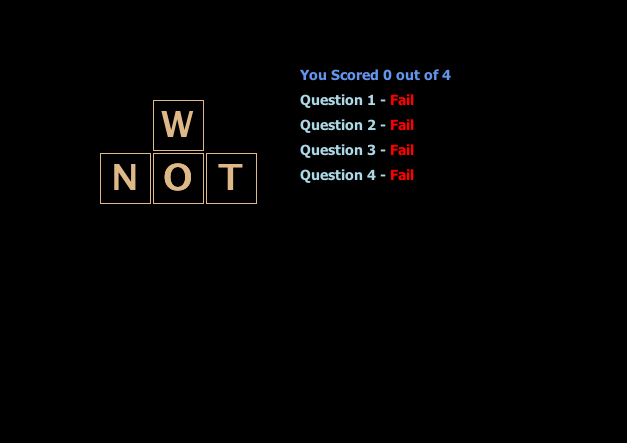 W
NOT
You Scored 0 out of 4
Question 1 - Fail
Question 2 - Fail
Question 3 - Fail
Question 4 - Fail